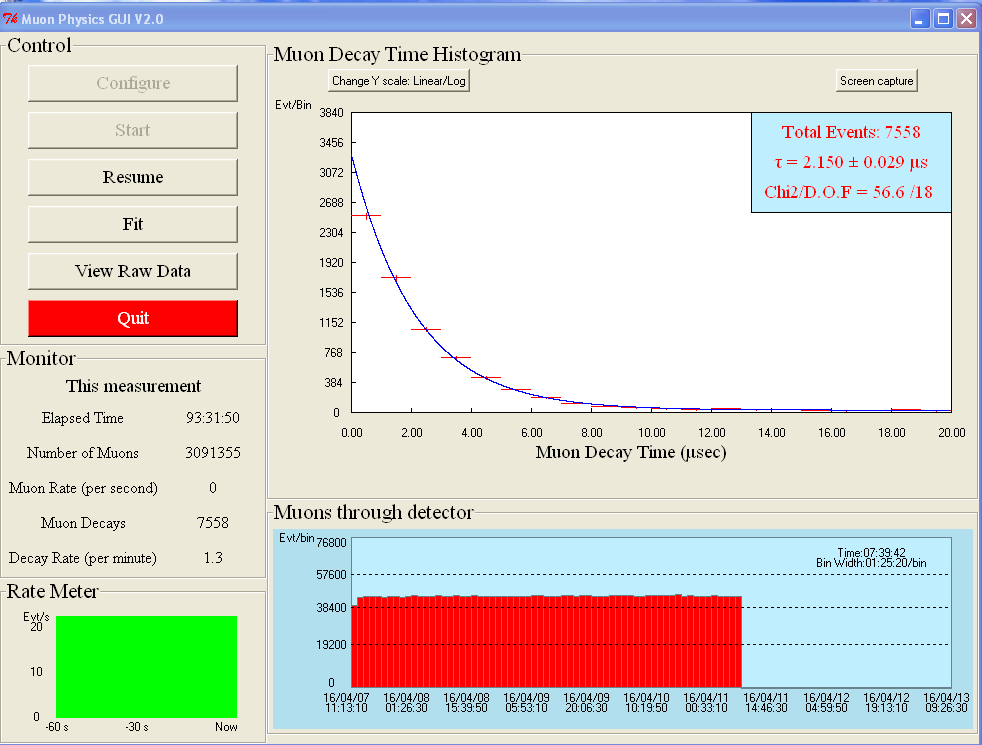 Muon Physics GUI V2.0
Control
Configure
Start
Resume
Fit
View Raw Data
Quit
Monitor
This measurement
Elapsed Time 93:31:50
Number of Muons 3091355
Muon Rate (per second) 0
Muon Decays 7558
Decay Rate (per minute) 1.3
Rate Meter
Evt/s
20
10
0
-60 s -30 s Now
Muon Decay Time Histogram
Change Y scale: Linear/Log Screen capture
Evt/Bin
3840
3456
3072
2688
2304
1920
1536
1152
768
384
0
Total Events: 7558
τ = 2.150 ± 0.029 μs
Chi2/D.O.F = 56.6 /18
0.00 2.00 4.00 6.00 8.00 10.00 12.00 14.00 16.00 18.00 20.00
Muon Decay Time (μsec)
Muons through detector
Evt/bin
76800
57600
38400
19200
0
Time:07:39:42
Bin Width:01:25:20/bin
16/04/07 16/04/08 16/04/08 16/04/09 16/04/09 16/04/10 16/04/11 16/04/11 16/04/12 16/04/12 16/04/13
11:13:10 01:26:30 15:39:50 05:53:10 20:06:30 10:19:50 00:33:10 14:46:30 04:59:50 19:13:10 09:26:30